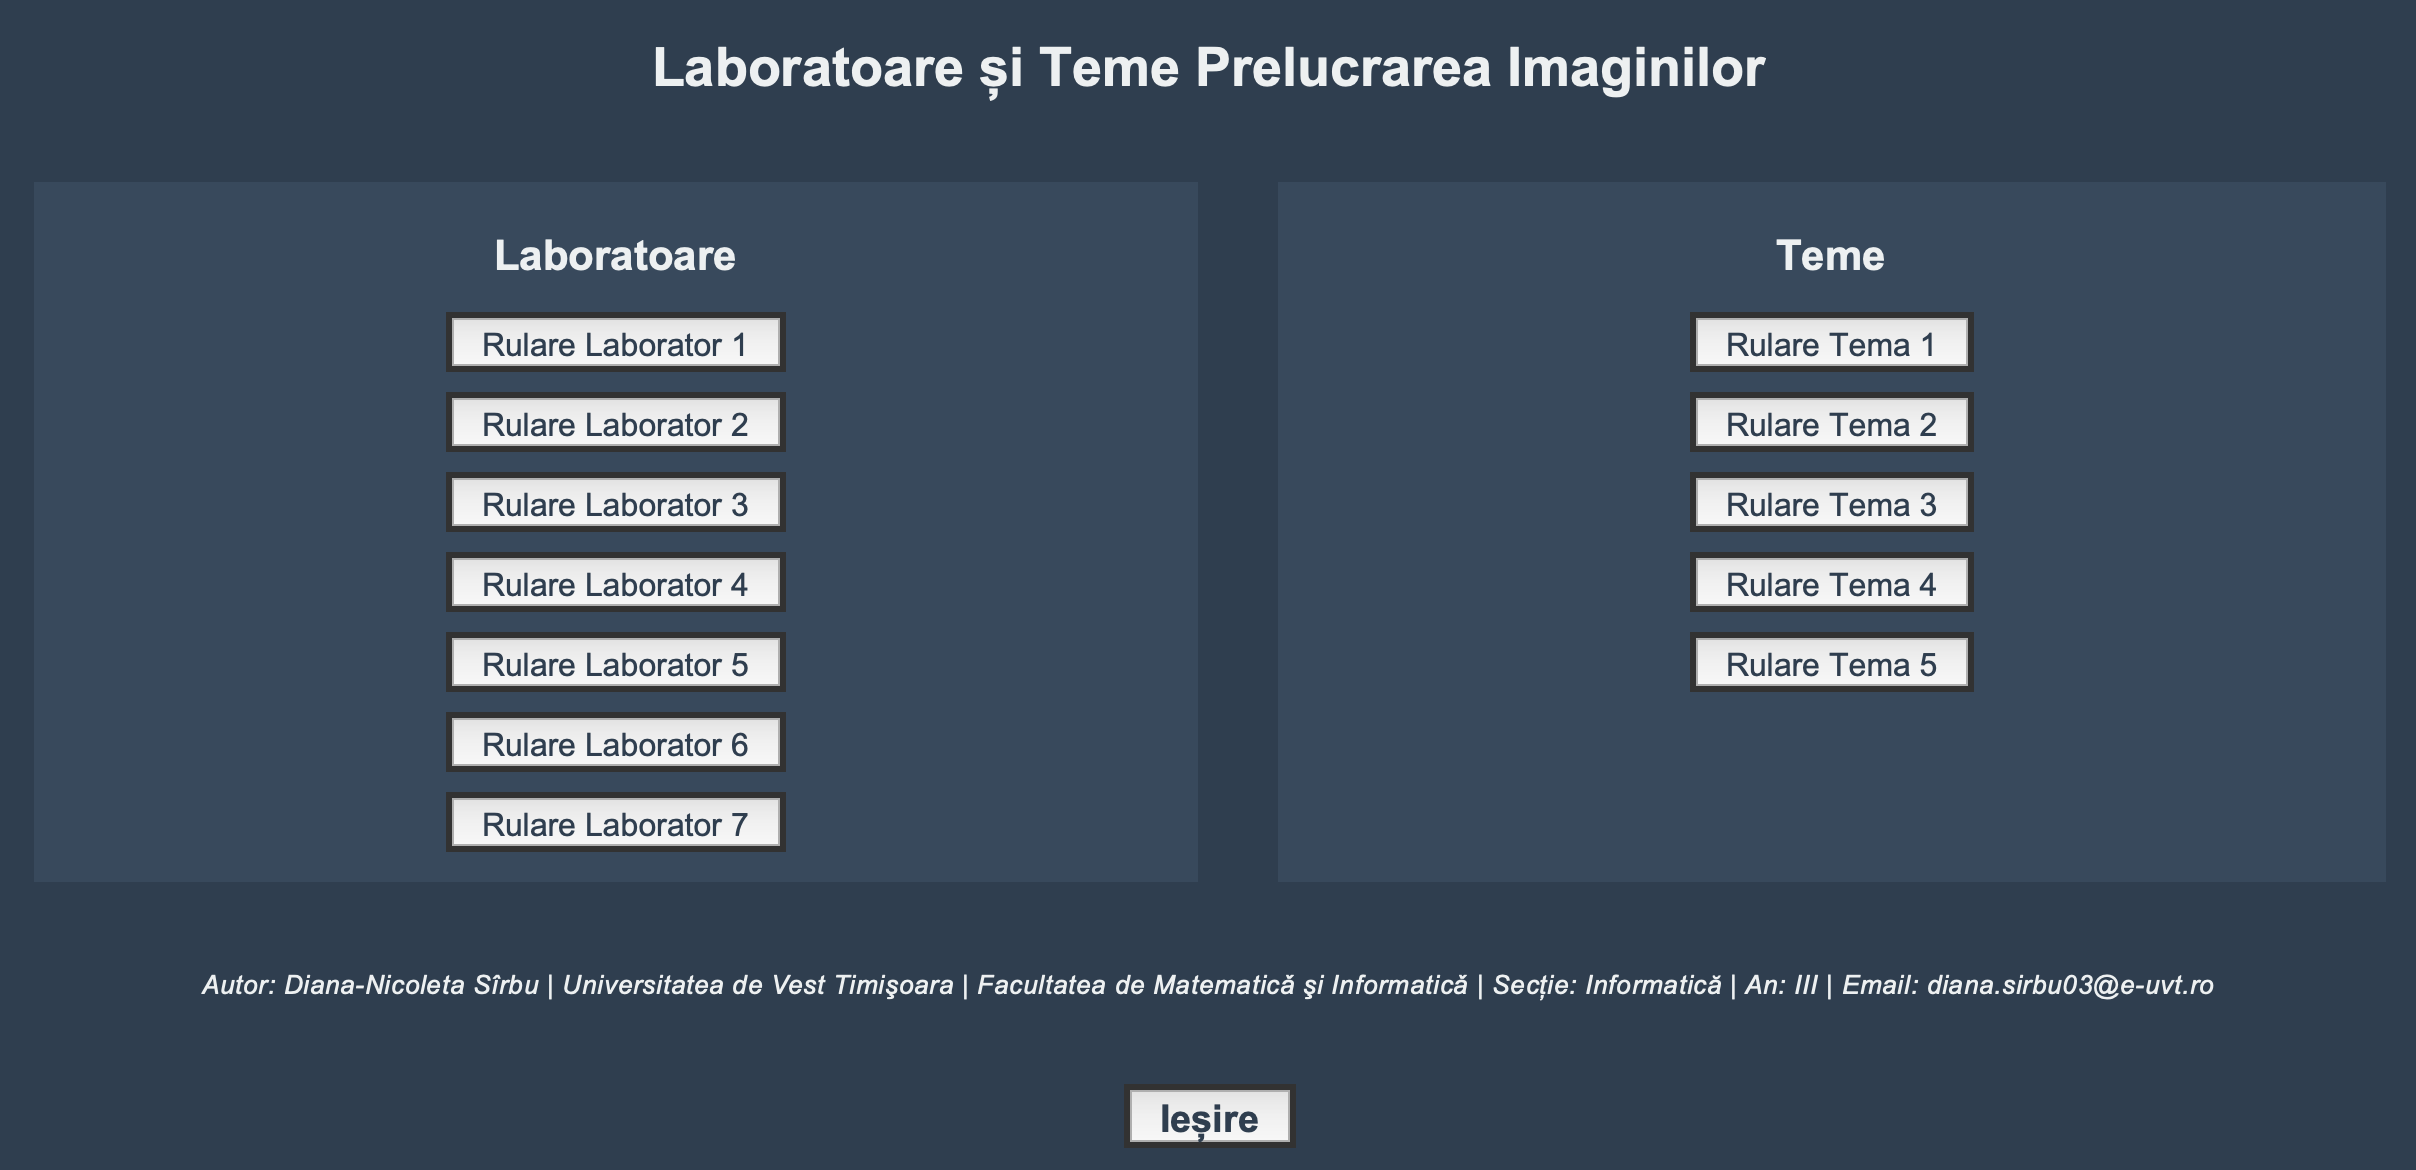 Laboratoare și Teme Prelucrarea Imaginilor
Laboratoare
Rulare Laborator 1
Rulare Laborator 2
Rulare Laborator 3
Rulare Laborator 4
Rulare Laborator 5
Rulare Laborator 6
Rulare Laborator 7
Teme
Rulare Tema 1
Rulare Tema 2
Rulare Tema 3
Rulare Tema 4
Rulare Tema 5
Autor: Diana-Nicoleta Sîrbu | Universitatea de Vest Timişoara | Facultatea de Matematică şi Informatică | Secție: Informatică | An: III | Email: diana.sirbu03@e-uvt.ro
Ieșire